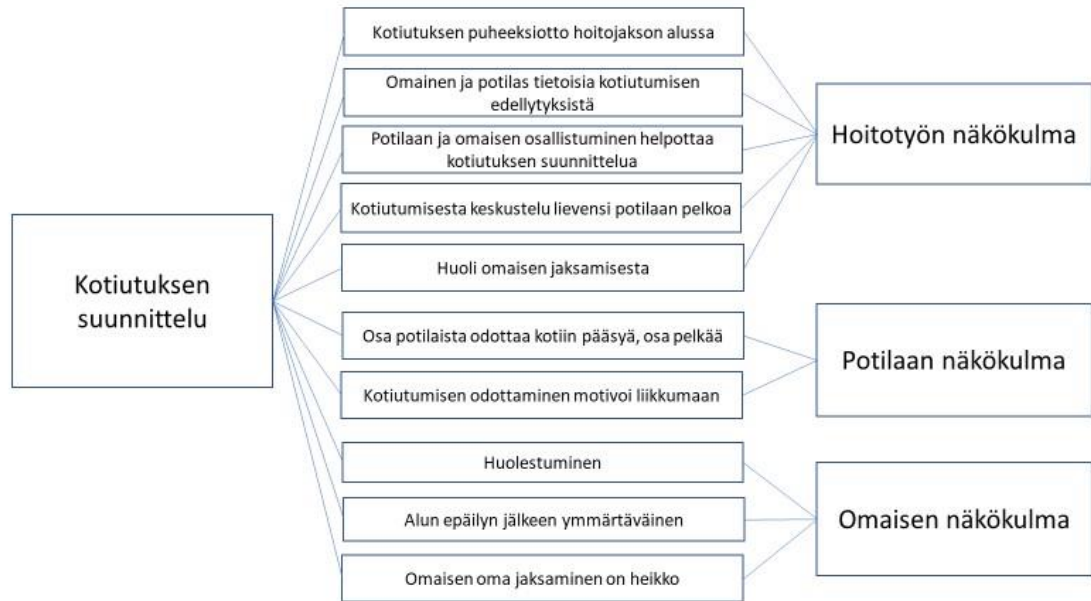 Kotiutuksen
suunnittelu
Kotiutuksen puheeksiotto hoitojakson alussa
Omainen ja potilas tietoisia kotiutumisen
edellytyksistä
Potilaan ja omaisen osallistuminen helpottaa
kotiutuksen suunnittelua
Kotiutumisesta keskustelu lievensi potilaan pelkoa
Huoli omaisen jaksamisesta
Osa potilaista odottaa kotiin pääsyä, osa pelkää
Kotiutumisen odottaminen motivoi liikkumaan
Huolestuminen
Alun epäilyn jälkeen ymmärtäväinen
Omaisen oma jaksaminen on heikko
Hoitotyön näkökulma
Potilaan näkökulma
Omaisen näkökulma